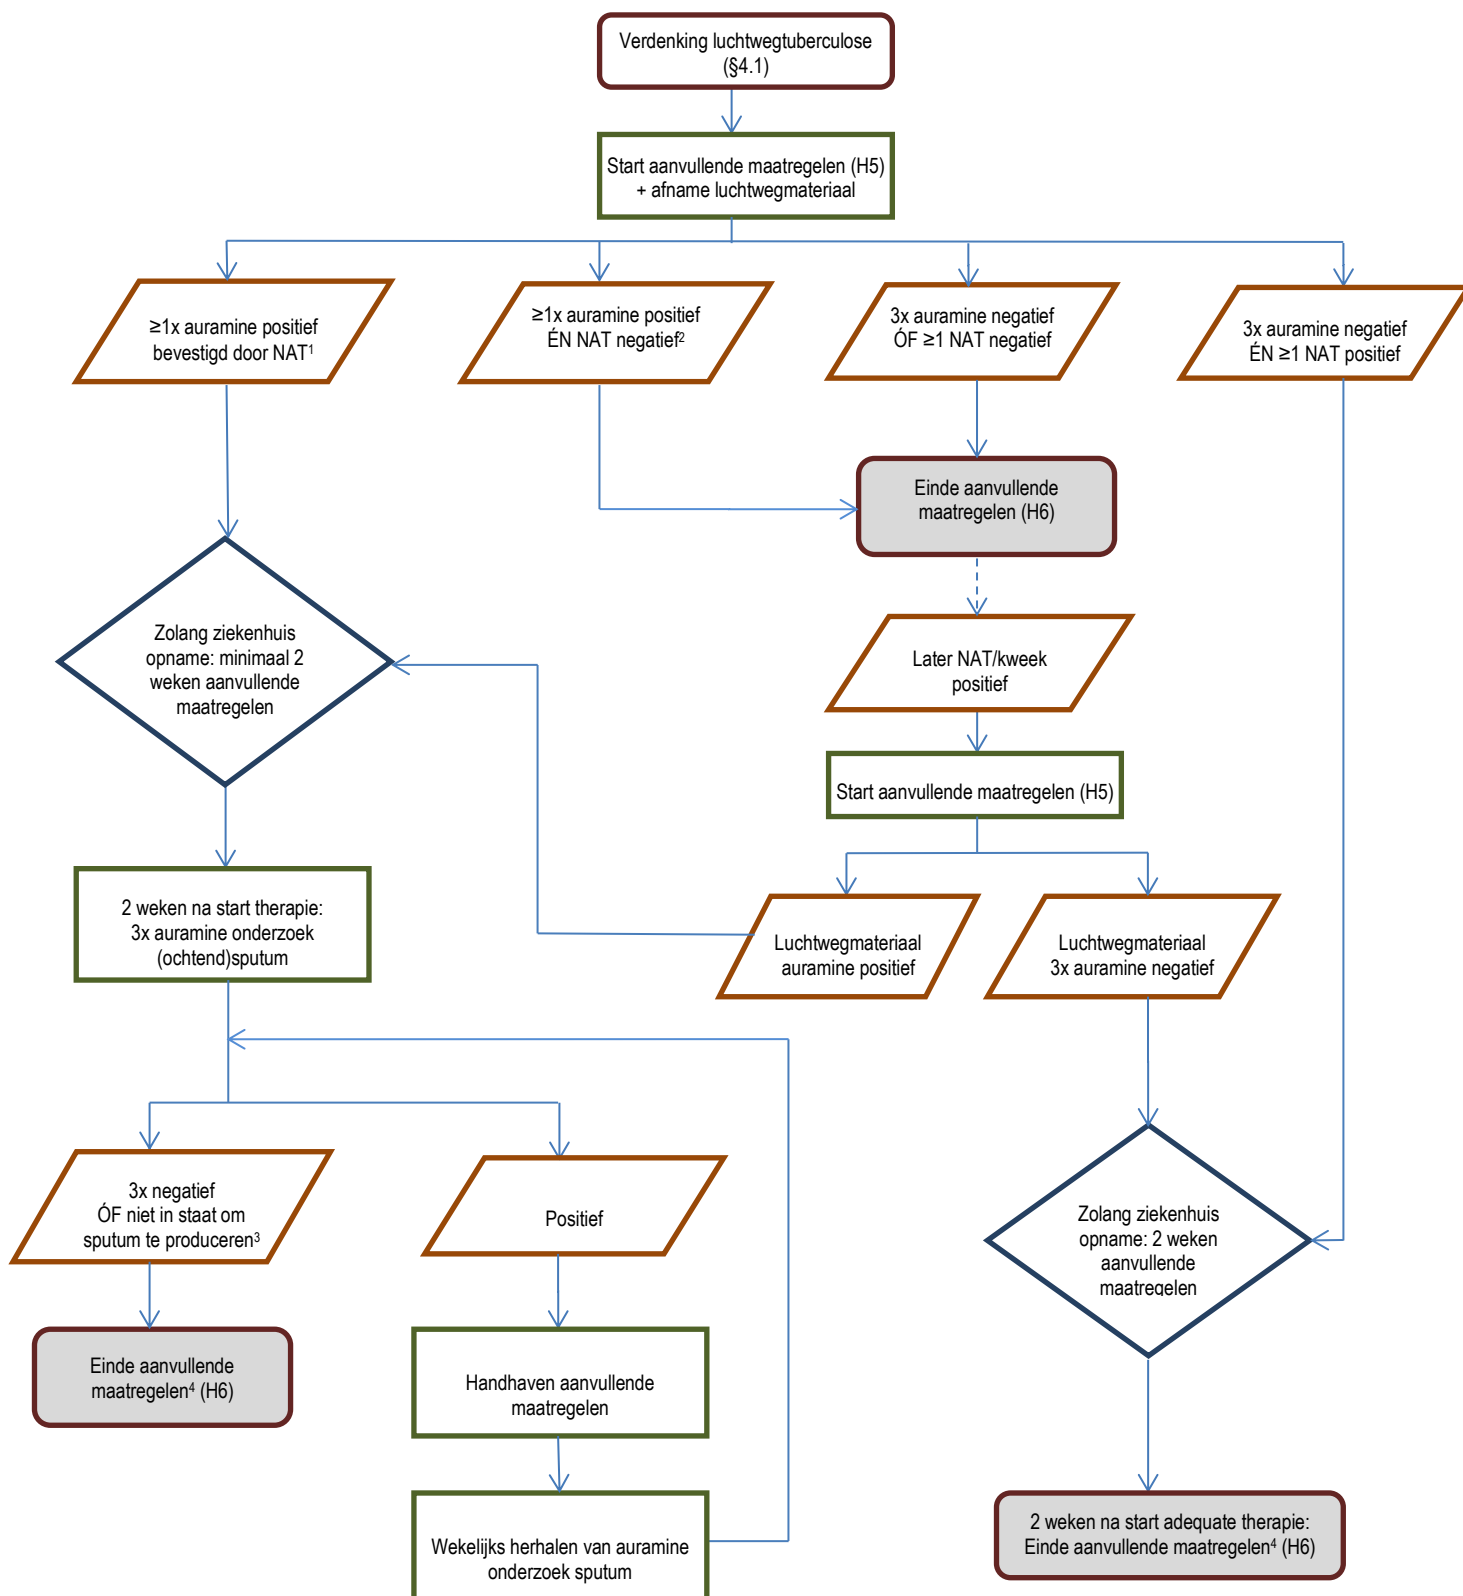 Verdenking luchtwegtuberculose
(§4.1)
Start aanvullende maatregelen (H5)
+ afname luchtwegmateriaal
≥1x auramine positief
bevestigd door NAT¹
≥1x auramine positief
ÉN NAT negatief²
3x auramine negatief
ÓF ≥1 NAT negatief
3x auramine negatief
ÉN ≥1 NAT positief
Einde aanvullende
maatregelen (H6)
Zolang ziekenhuis
opname: minimaal 2
weken aanvullende
maatregelen
Later NAT/kweek
positief
Start aanvullende maatregelen (H5)
2 weken na start therapie:
3x auramine onderzoek
(ochtend)sputum
Luchtwegmateriaal
auramine positief
Luchtwegmateriaal
3x auramine negatief
3x negatief
ÓF niet in staat om
sputum te produceren³
Positief
Zolang ziekenhuis
opname: 2 weken
aanvullende
maatregelen
Einde aanvullende
maatregelen⁴ (H6)
Handhaven aanvullende
maatregelen
Wekelijks herhalen van auramine
onderzoek sputum
2 weken na start adequate therapie:
Einde aanvullende maatregelen⁴ (H6)